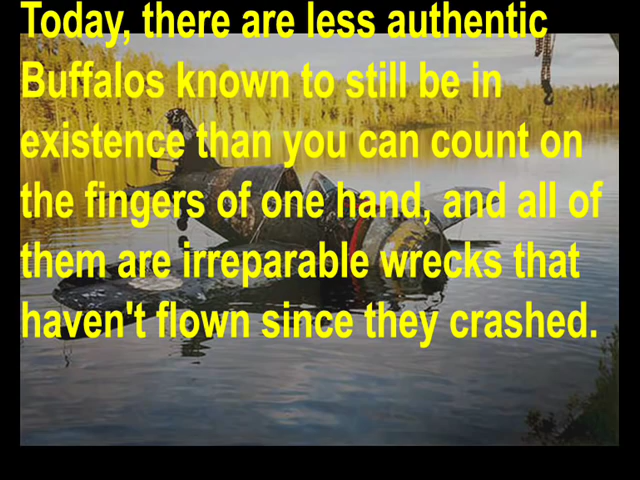 Today, there are less authentic
Buffalos known to still be in
existence than you can count on
the fingers of one hand, and all of
them are irreparable wrecks that
haven't flown since they crashed.